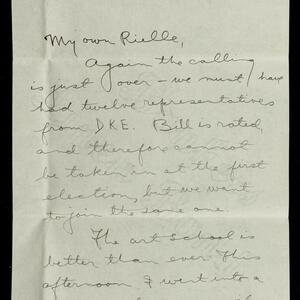 My own Rielle,
Again the calling
is just over - we must have
had twelve representatives
from DKE. Bill is rated,
and therefore cannot
be taken in at the first
election, but we want
to join the same one.
The art school is
better than ever. This
afternoon I went into a